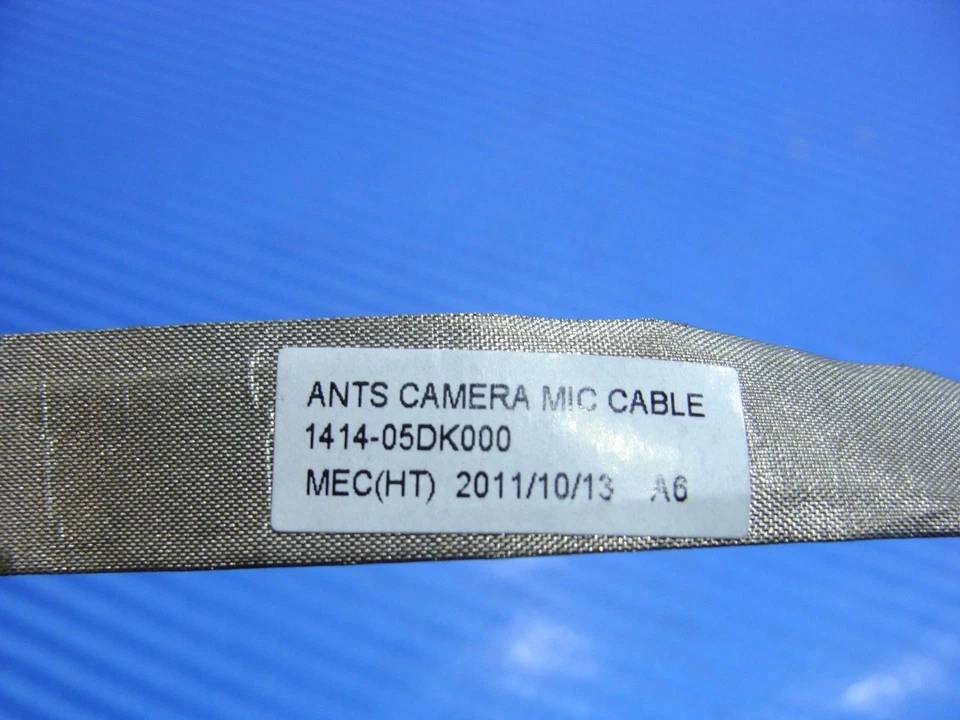 ANTS CAMERA MIC CABLE
1414-05DK000
MEC(HT) 2011/10/13 A6